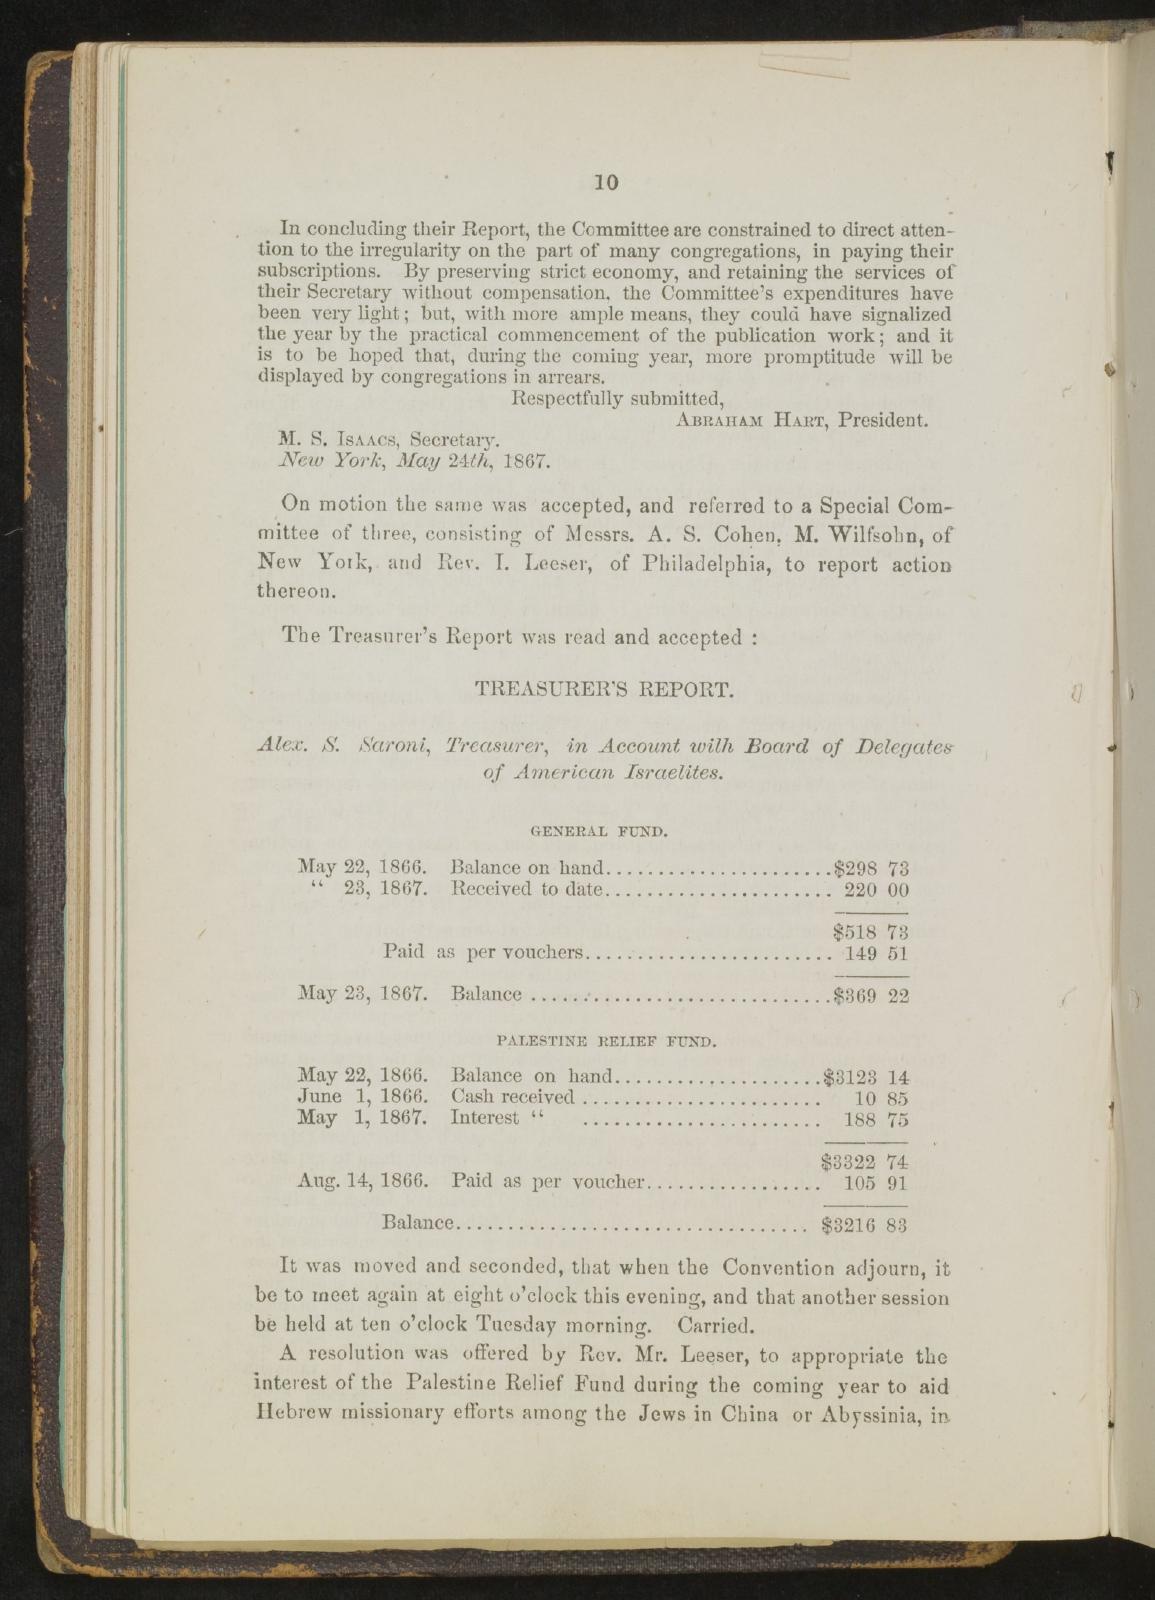 10
In concluding their Report, the Committee are constrained to direct atten-
tion to the irregularity on the part of many congregations, in paying their
subscriptions. By preserving strict economy, and retaining the services of
their Secretary without compensation, the Committee's expenditures have
been very light; but, with more ample means, they could have signalized
the year by the practical commencement of the publication work; and it
is to be hoped that, during the coming year, more promptitude will be
displayed by congregations in arrears.
Respectfully submitted,
ABRAHAM HART, President.
M. S. ISAACS, Secretary.
New York, May 24th, 1867.
On motion the same was accepted, and referred to a Special Com-
mittee of three, consisting of Messrs. A. S. Cohen, M. Wilfsohn, of
New York, and Rev. I. Leeser, of Philadelphia, to report action
thereon.
The Treasurer's Report was read and accepted :
TREASURER'S REPORT.
Alex. S. Saroni, Treasurer, in Account with Board of Delegates
of American Israelites.
GENERAL FUND.
May 22, 1866. Balance on hand......................$298 73
" 23, 1867. Received to date...................... 220 00
$518 73
Paid as per vouchers........................ 149 51
May 23, 1867. Balance .............................$369 22
PALESTINE RELIEF FUND.
May 22, 1866. Balance on hand....................$3123 14
June 1, 1866. Cash received ....................... 10 85
May 1, 1867. Interest " ....................... 188 75
$3322 74
Aug. 14, 1866. Paid as per voucher................. 105 91
Balance.................................. $3216 83
It was moved and seconded, that when the Convention adjourn, it
be to meet again at eight o'clock this evening, and that another session
be held at ten o'clock Tuesday morning. Carried.
A resolution was offered by Rev. Mr. Leeser, to appropriate the
interest of the Palestine Relief Fund during the coming year to aid
Hebrew missionary efforts among the Jews in China or Abyssinia, in